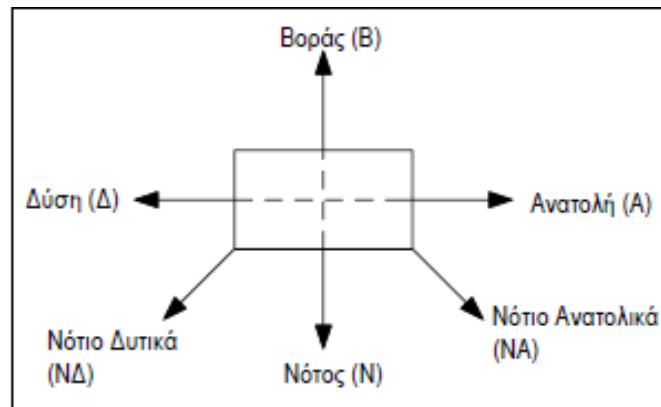 Βοράς (Β)
Δύση (Δ)
Ανατολή (Α)
Νότιο Δυτικά
(ΝΔ)
Νότος (Ν)
Νότιο Ανατολικά
(ΝΑ)